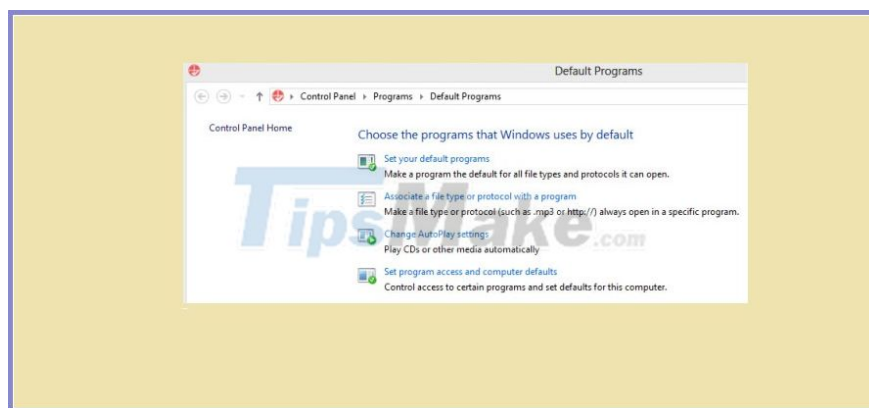 Default Programs
Control Panel ▸ Programs ▸ Default Programs
Control Panel Home
Choose the programs that Windows uses by default
Set your default programs
Make a program the default for all file types and protocols it can open.
Associate a file type or protocol with a program
Make a file type or protocol (such as .mp3 or http://) always open in a specific program.
Change AutoPlay settings
Play CDs or other media automatically
Set program access and computer defaults
Control access to certain programs and set defaults for this computer.
TipsMake.com